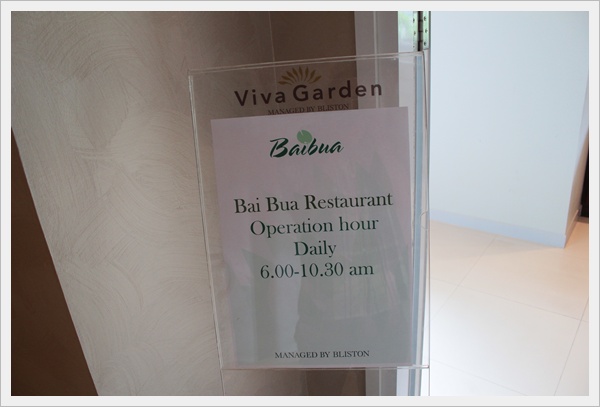 Viva Garden
MANAGED BY BLISTON
Baibua
Bai Bua Restaurant
Operation hour
Daily
6.00-10.30 am
MANAGED BY BLISTON